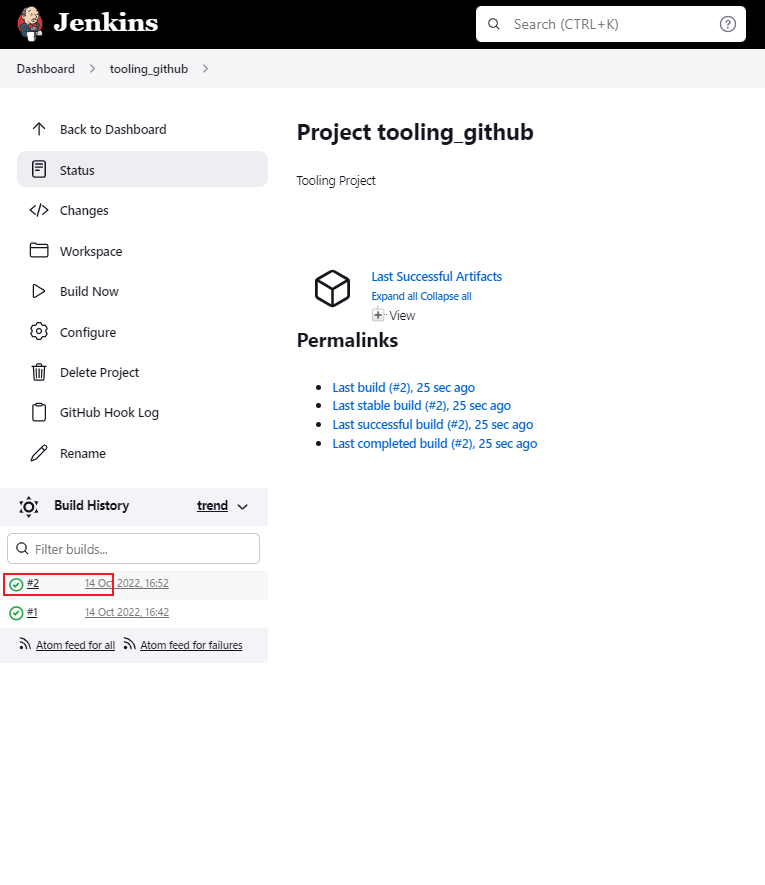 Jenkins
Search (CTRL+K)
?
Dashboard
tooling_github
Back to Dashboard
Status
Changes
Workspace
Build Now
Configure
Delete Project
GitHub Hook Log
Rename
Project tooling_github
Tooling Project
Last Successful Artifacts
Expand all Collapse all
View
Permalinks
Last build (#2), 25 sec ago
Last stable build (#2), 25 sec ago
Last successful build (#2), 25 sec ago
Last completed build (#2), 25 sec ago
Build History trend
Filter builds...
#2 14 Oct 2022, 16:52
#1 14 Oct 2022, 16:42
Atom feed for all Atom feed for failures